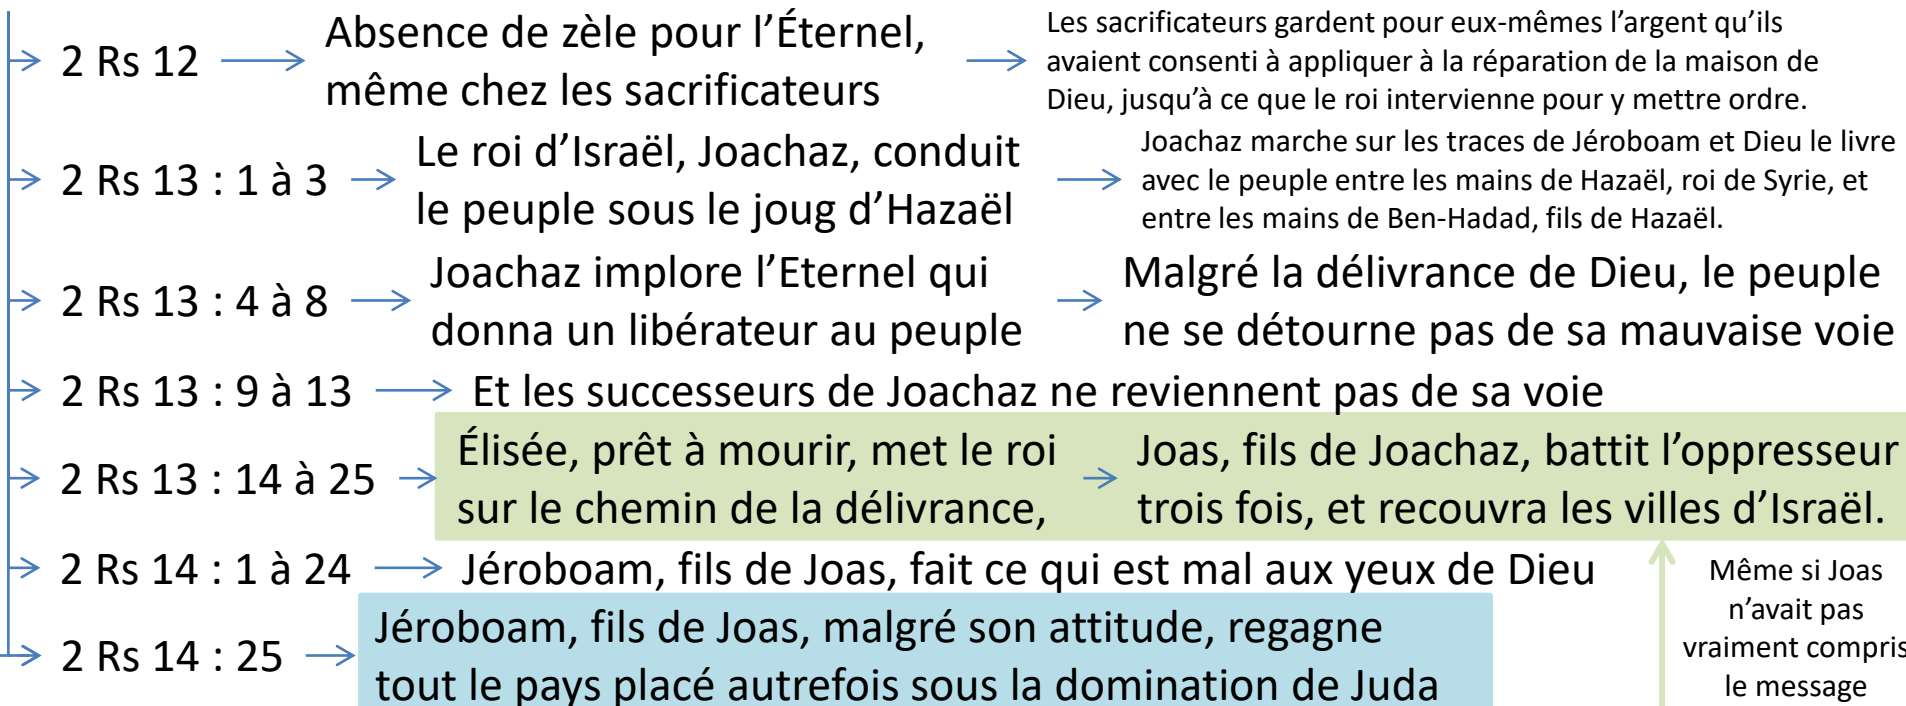 2 Rs 12
Absence de zèle pour l’Éternel,
même chez les sacrificateurs
Les sacrificateurs gardent pour eux-mêmes l’argent qu’ils
avaient consenti à appliquer à la réparation de la maison de
Dieu, jusqu’à ce que le roi intervienne pour y mettre ordre.
2 Rs 13 : 1 à 3
Le roi d’Israël, Joachaz, conduit
le peuple sous le joug d’Hazaël
Joachaz marche sur les traces de Jéroboam et Dieu le livre
avec le peuple entre les mains de Hazaël, roi de Syrie, et
entre les mains de Ben-Hadad, fils de Hazaël.
2 Rs 13 : 4 à 8
Joachaz implore l’Eternel qui
donna un libérateur au peuple
Malgré la délivrance de Dieu, le peuple
ne se détourne pas de sa mauvaise voie
2 Rs 13 : 9 à 13
Et les successeurs de Joachaz ne reviennent pas de sa voie
2 Rs 13 : 14 à 25
Élisée, prêt à mourir, met le roi
sur le chemin de la délivrance,
Joas, fils de Joachaz, battit l’oppresseur
trois fois, et recouvra les villes d’Israël.
2 Rs 14 : 1 à 24
Jéroboam, fils de Joas, fait ce qui est mal aux yeux de Dieu
2 Rs 14 : 25
Jéroboam, fils de Joas, malgré son attitude, regagne
tout le pays placé autrefois sous la domination de Juda
Même si Joas
n’avait pas
vraiment compris
le message